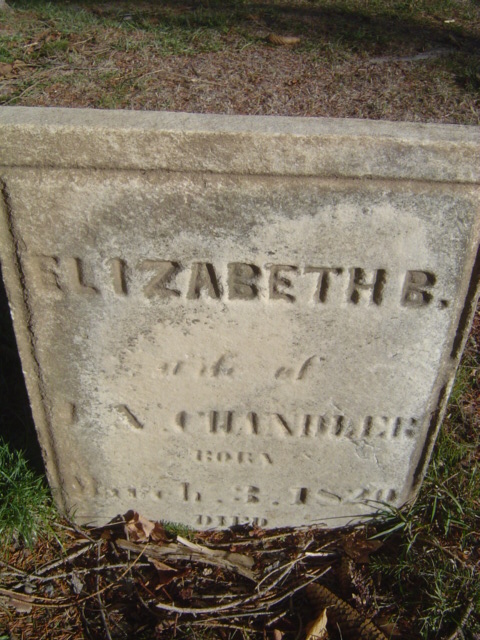 ELIZABETH B.
wife of
CHANDLER
BORN
March 3, 1820
DIED